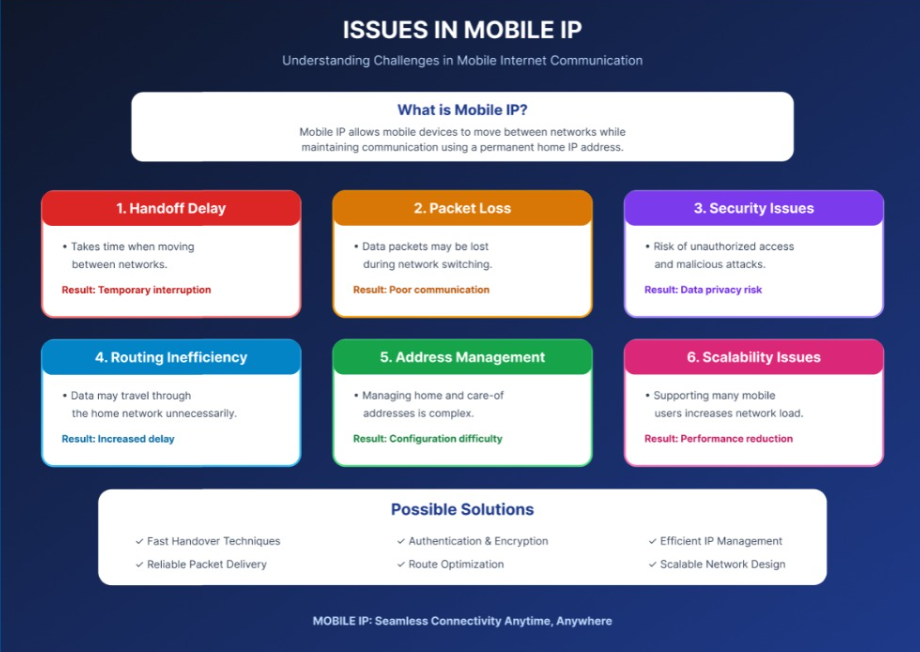 ISSUES IN MOBILE IP
Understanding Challenges in Mobile Internet Communication
What is Mobile IP?
Mobile IP allows mobile devices to move between networks while
maintaining communication using a permanent home IP address.
1. Handoff Delay
• Takes time when moving
between networks.
Result: Temporary interruption
2. Packet Loss
• Data packets may be lost
during network switching.
Result: Poor communication
3. Security Issues
• Risk of unauthorized access
and malicious attacks.
Result: Data privacy risk
4. Routing Inefficiency
• Data may travel through
the home network unnecessarily.
Result: Increased delay
5. Address Management
• Managing home and care-of
addresses is complex.
Result: Configuration difficulty
6. Scalability Issues
• Supporting many mobile
users increases network load.
Result: Performance reduction
Possible Solutions
✓ Fast Handover Techniques
✓ Reliable Packet Delivery
✓ Authentication & Encryption
✓ Route Optimization
✓ Efficient IP Management
✓ Scalable Network Design
MOBILE IP: Seamless Connectivity Anytime, Anywhere